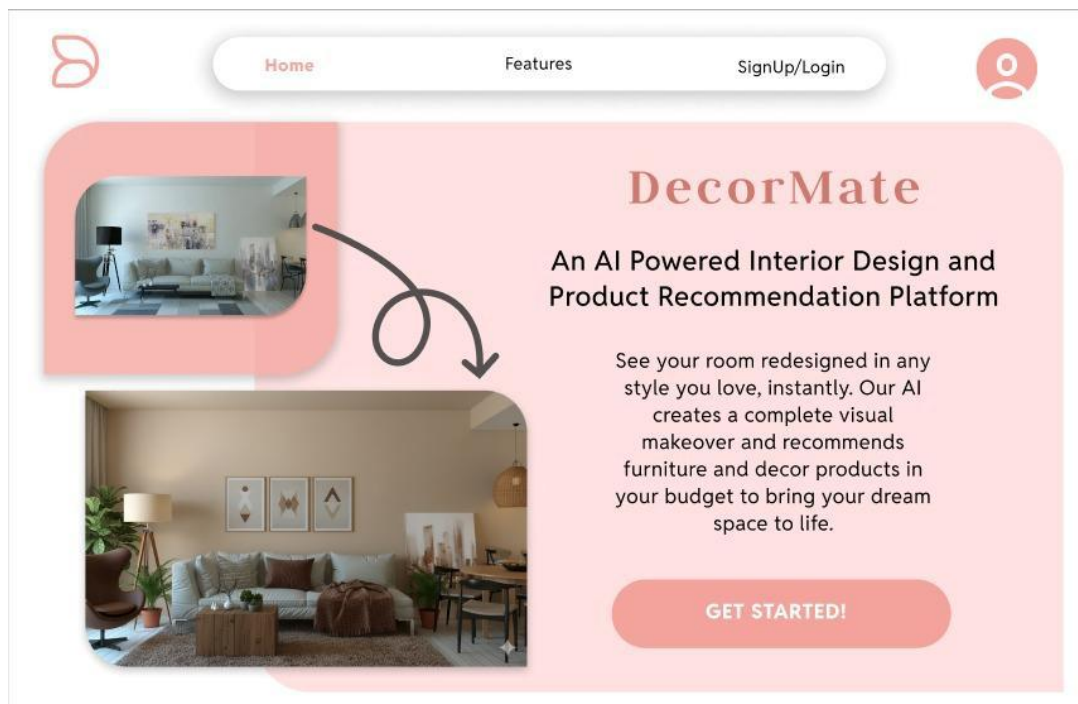 Home
Features
SignUp/Login
DecorMate
An AI Powered Interior Design and
Product Recommendation Platform
See your room redesigned in any
style you love, instantly. Our AI
creates a complete visual
makeover and recommends
furniture and decor products in
your budget to bring your dream
space to life.
GET STARTED!